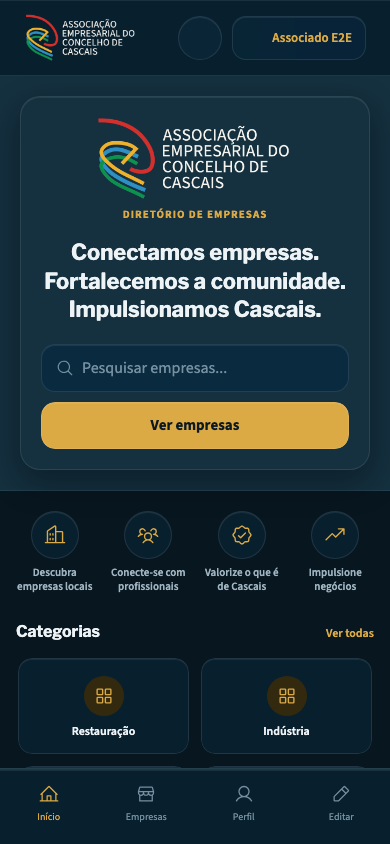 ASSOCIAÇÃO
EMPRESARIAL DO
CONCELHO DE
CASCAIS
Associado E2E
ASSOCIAÇÃO
EMPRESARIAL DO
CONCELHO DE
CASCAIS
DIRETÓRIO DE EMPRESAS
Conectamos empresas.
Fortalecemos a comunidade.
Impulsionamos Cascais.
Pesquisar empresas...
Ver empresas
Descubra
empresas locais
Conecte-se com
profissionais
Valorize o que é
de Cascais
Impulsione
negócios
Categorias
Ver todas
Restauração
Indústria
Início
Empresas
Perfil
Editar